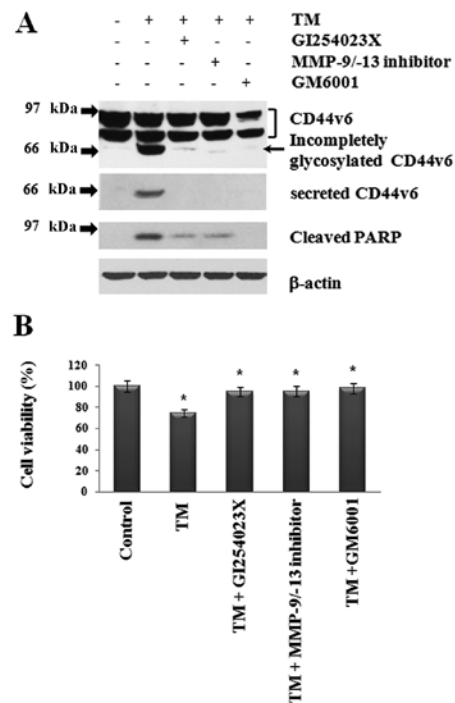 A
- + + + + TM
- - + - - GI254023X
- - - + - MMP-9/-13 inhibitor
- - - - + GM6001
97 kDa
CD44v6
Incompletely
66 kDa
glycosylated CD44v6
66 kDa
secreted CD44v6
97 kDa
Cleaved PARP
β-actin
B
Cell viability (%)
120
100
80
60
40
20
0
* * * *
Control
TM
TM + GI254023X
TM + MMP-9/-13 inhibitor
TM +GM6001